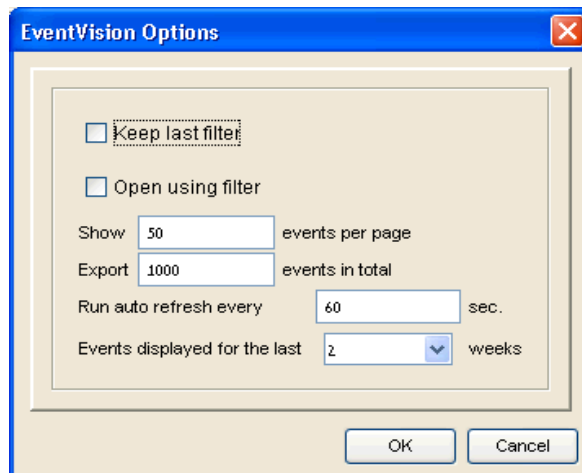 EventVision Options
Keep last filter
Open using filter
Show 50 events per page
Export 1000 events in total
Run auto refresh every 60 sec.
Events displayed for the last 2 weeks
OK Cancel